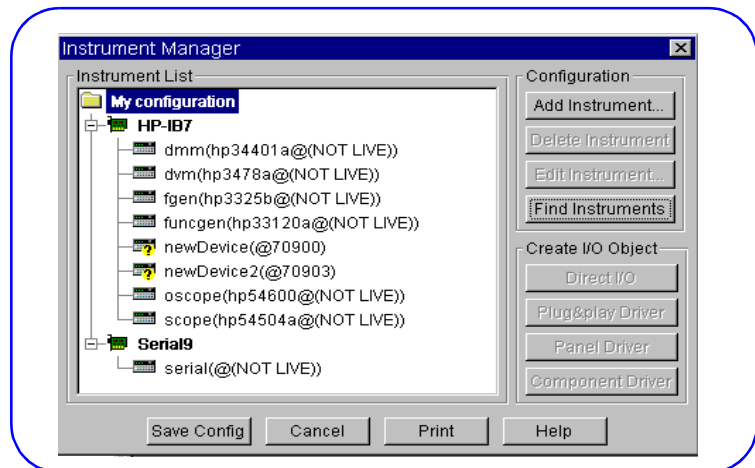 Instrument Manager
Instrument List
My configuration
HP-IB7
dmm(hp34401a@(NOT LIVE))
dvm(hp3478a@(NOT LIVE))
fgen(hp3325b@(NOT LIVE))
funcgen(hp33120a@(NOT LIVE))
newDevice(@70900)
newDevice2(@70903)
oscope(hp54600@(NOT LIVE))
scope(hp54504a@(NOT LIVE))
Serial9
serial(@(NOT LIVE))
Configuration
Add Instrument...
Delete Instrument
Edit Instrument...
Find Instruments
Create I/O Object
Direct I/O
Plug&play Driver
Panel Driver
Component Driver
Save Config
Cancel
Print
Help